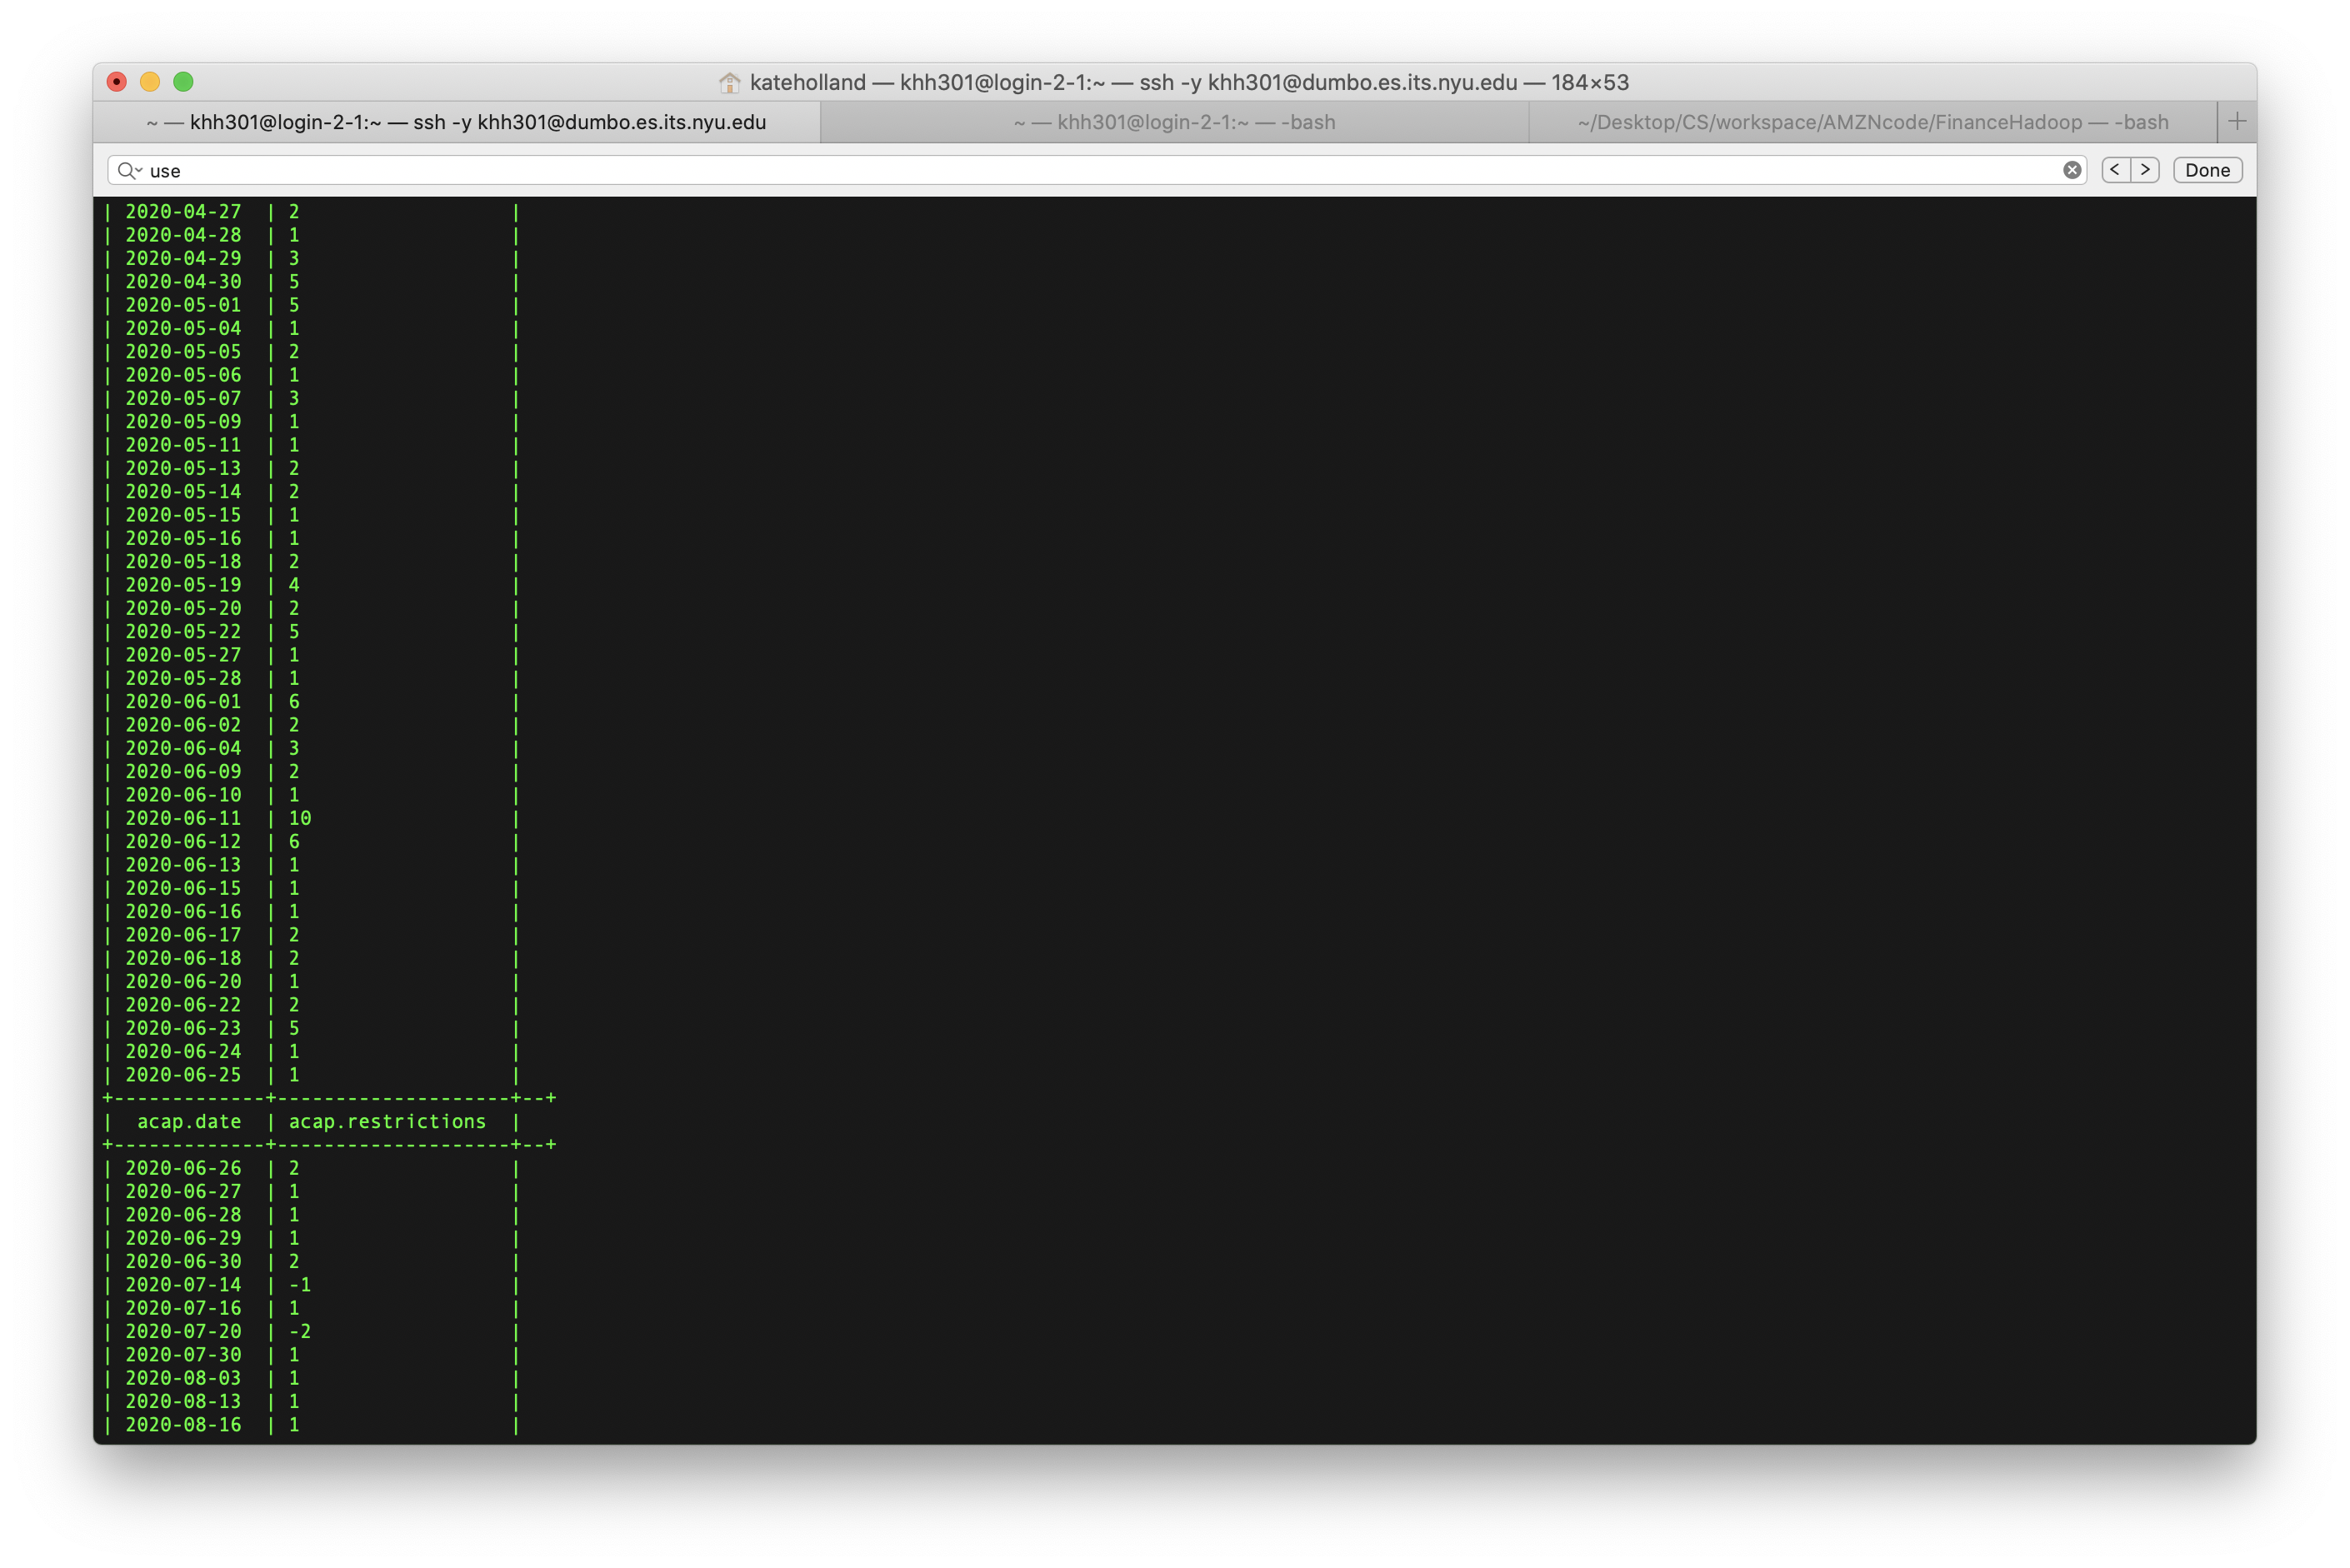 kateholland — khh301@login-2-1:~ — ssh -y khh301@dumbo.es.its.nyu.edu — 184×53
~ — khh301@login-2-1:~ — ssh -y khh301@dumbo.es.its.nyu.edu
~ — khh301@login-2-1:~ — -bash
~/Desktop/CS/workspace/AMZNcode/FinanceHadoop — -bash
use
< > Done
| 2020-04-27  | 2                  |
| 2020-04-28  | 1                  |
| 2020-04-29  | 3                  |
| 2020-04-30  | 5                  |
| 2020-05-01  | 5                  |
| 2020-05-04  | 1                  |
| 2020-05-05  | 2                  |
| 2020-05-06  | 1                  |
| 2020-05-07  | 3                  |
| 2020-05-09  | 1                  |
| 2020-05-11  | 1                  |
| 2020-05-13  | 2                  |
| 2020-05-14  | 2                  |
| 2020-05-15  | 1                  |
| 2020-05-16  | 1                  |
| 2020-05-18  | 2                  |
| 2020-05-19  | 4                  |
| 2020-05-20  | 2                  |
| 2020-05-22  | 5                  |
| 2020-05-27  | 1                  |
| 2020-05-28  | 1                  |
| 2020-06-01  | 6                  |
| 2020-06-02  | 2                  |
| 2020-06-04  | 3                  |
| 2020-06-09  | 2                  |
| 2020-06-10  | 1                  |
| 2020-06-11  | 10                 |
| 2020-06-12  | 6                  |
| 2020-06-13  | 1                  |
| 2020-06-15  | 1                  |
| 2020-06-16  | 1                  |
| 2020-06-17  | 2                  |
| 2020-06-18  | 2                  |
| 2020-06-20  | 1                  |
| 2020-06-22  | 2                  |
| 2020-06-23  | 5                  |
| 2020-06-24  | 1                  |
| 2020-06-25  | 1                  |
+-------------+--------------------+--+
|  acap.date  | acap.restrictions  |
+-------------+--------------------+--+
| 2020-06-26  | 2                  |
| 2020-06-27  | 1                  |
| 2020-06-28  | 1                  |
| 2020-06-29  | 1                  |
| 2020-06-30  | 2                  |
| 2020-07-14  | -1                 |
| 2020-07-16  | 1                  |
| 2020-07-20  | -2                 |
| 2020-07-30  | 1                  |
| 2020-08-03  | 1                  |
| 2020-08-13  | 1                  |
| 2020-08-16  | 1                  |